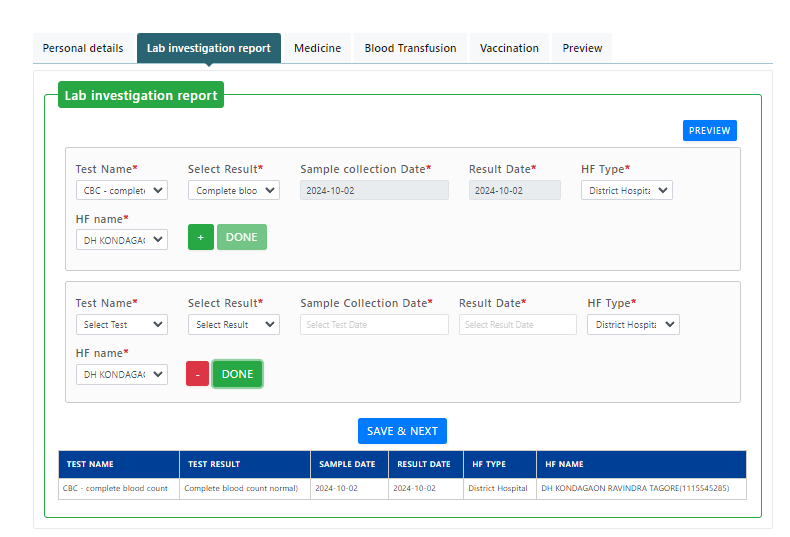 Personal details Lab investigation report Medicine Blood Transfusion Vaccination Preview
Lab investigation report
PREVIEW
Test Name* Select Result* Sample collection Date* Result Date* HF Type*
CBC - complet Complete bloo 2024-10-02 2024-10-02 District Hospita
HF name*
DH KONDAGA + DONE
Test Name* Select Result* Sample Collection Date* Result Date* HF Type*
Select Test Select Result Select Test Date Select Result Date District Hospita
HF name*
DH KONDAGA - DONE
SAVE & NEXT
TEST NAME TEST RESULT SAMPLE DATE RESULT DATE HF TYPE HF NAME
CBC - complete blood count Complete blood count normal) 2024-10-02 2024-10-02 District Hospital DH KONDAGAON RAVINDRA TAGORE(1115545285)